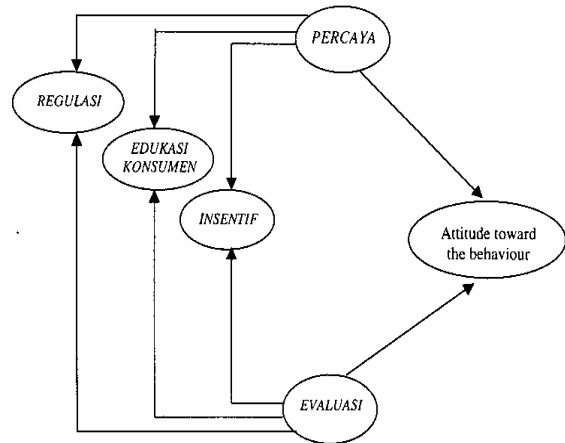 PERCAYA
REGULASI
EDUKASI
KONSUMEN
INSENTIF
Attitude toward
the behaviour
EVALUASI